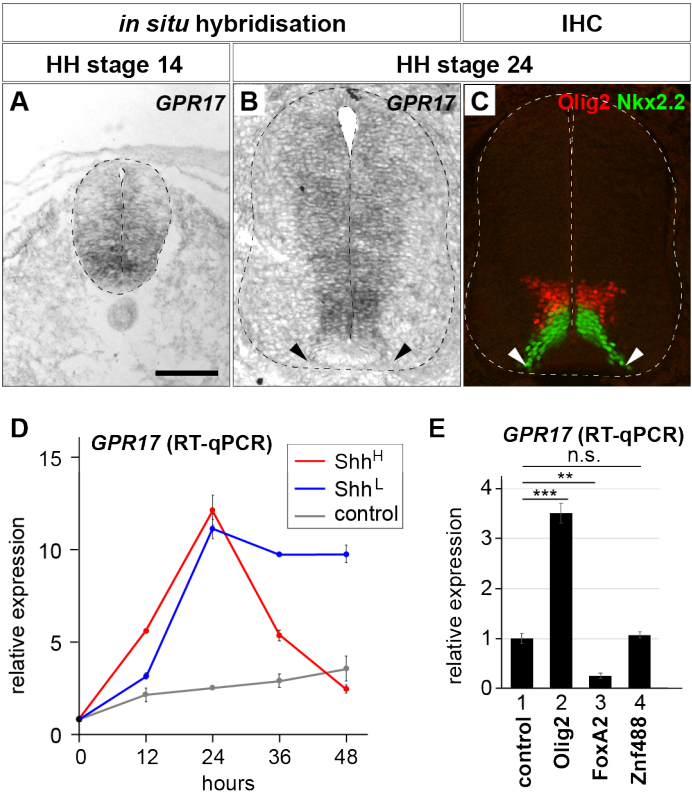 in situ hybridisation
IHC
HH stage 14
HH stage 24
A
GPR17
B
GPR17
C
Olig2 Nkx2.2
D
GPR17 (RT-qPCR)
ShhH
ShhL
control
relative expression
15
10
5
0
0 12 24 36 48
hours
E
GPR17 (RT-qPCR)
n.s.
**
***
relative expression
4
3
2
1
0
1 2 3 4
control
Olig2
FoxA2
Znf488